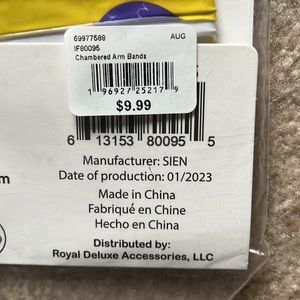 69977588 AUG
IF80095
Chambered Arm Bands
1 96927 25217 9
$9.99
6 13153 80095 5
Manufacturer: SIEN
Date of production: 01/2023
Made in China
Fabriqué en Chine
Hecho en China
Distributed by:
Royal Deluxe Accessories, LLC